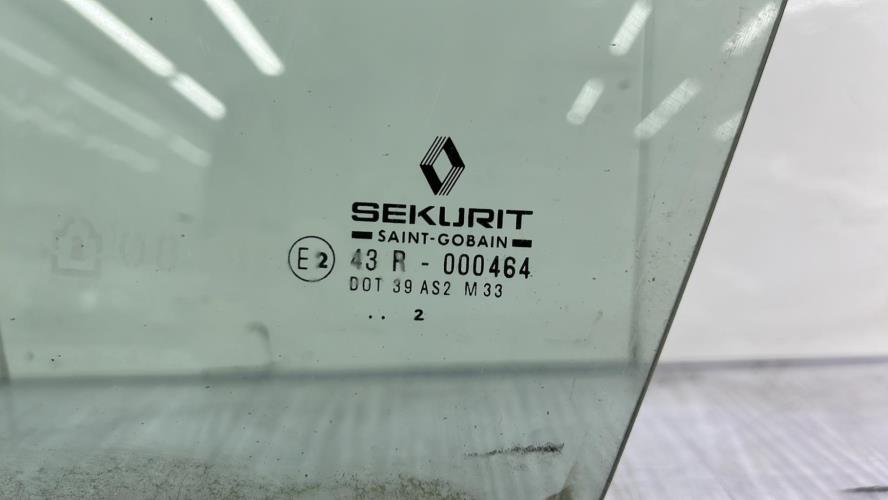 SEKURIT
SAINT-GOBAIN
E2 43 R - 000464
DOT 39 AS2 M33
.. 2